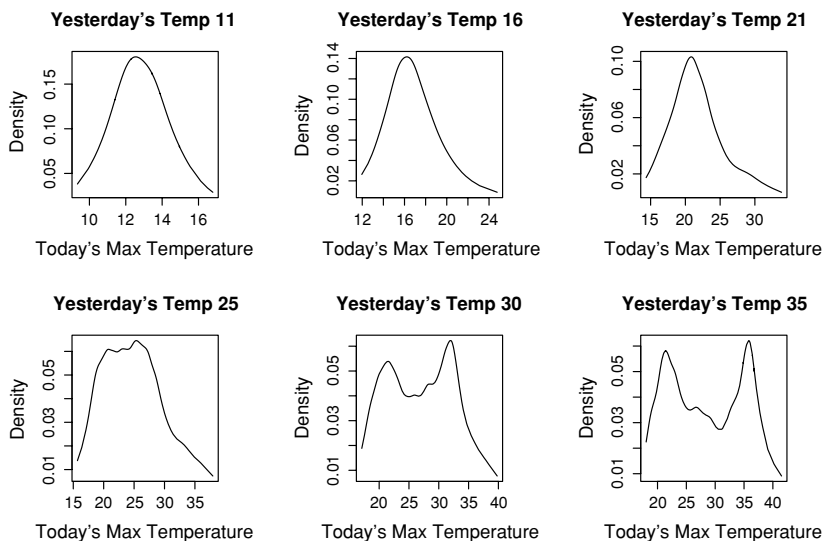 Yesterday's Temp 11
Density
0.05 0.10 0.15
10 12 14 16
Today's Max Temperature
Yesterday's Temp 16
Density
0.02 0.06 0.10 0.14
12 16 20 24
Today's Max Temperature
Yesterday's Temp 21
Density
0.02 0.06 0.10
15 20 25 30
Today's Max Temperature
Yesterday's Temp 25
Density
0.01 0.03 0.05
15 20 25 30 35
Today's Max Temperature
Yesterday's Temp 30
Density
0.01 0.03 0.05
20 25 30 35 40
Today's Max Temperature
Yesterday's Temp 35
Density
0.01 0.03 0.05
20 25 30 35 40
Today's Max Temperature